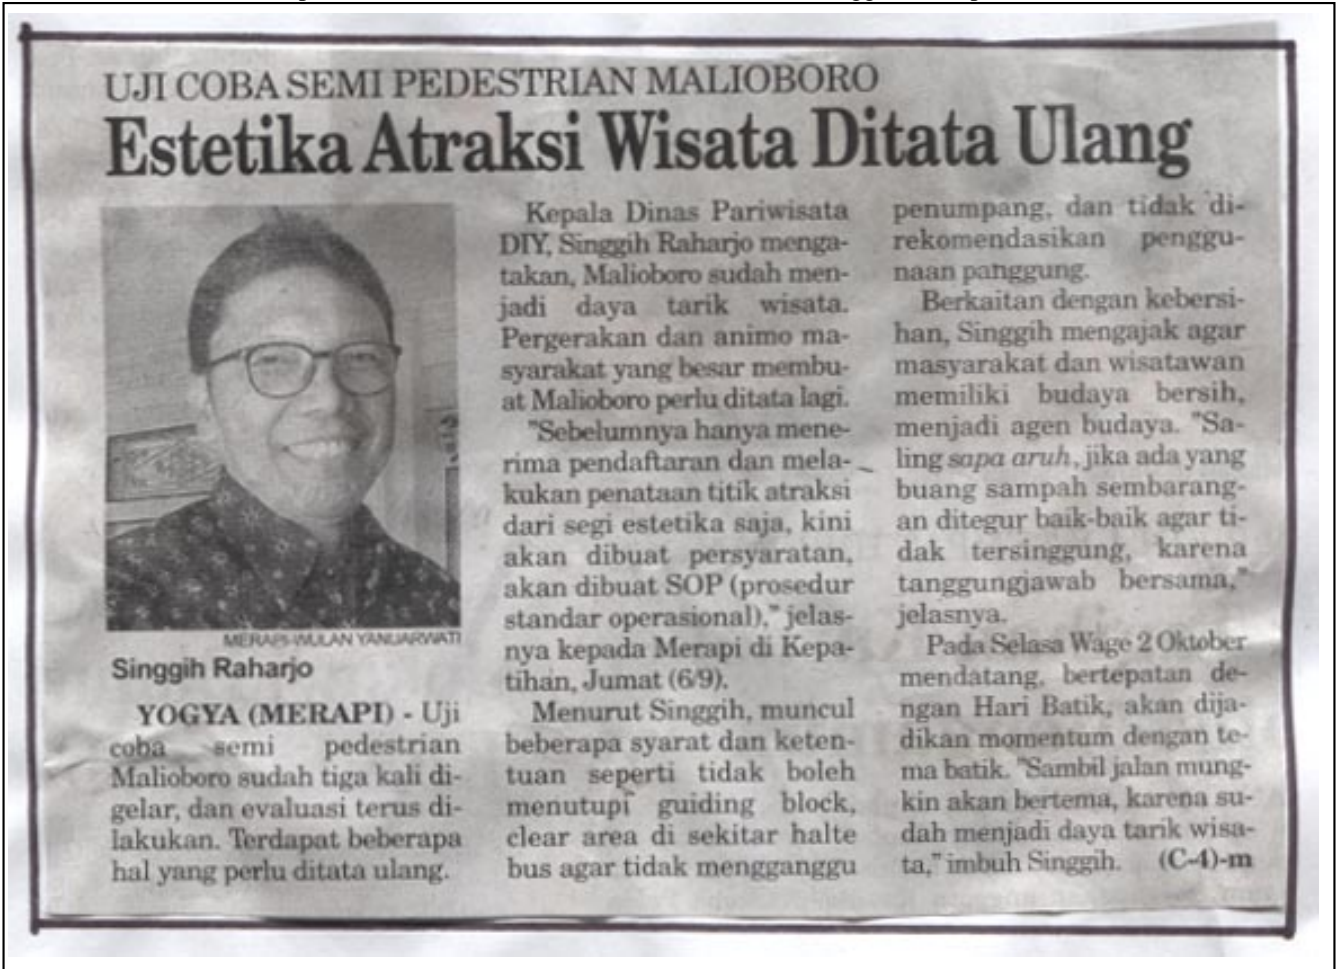 UJI COBA SEMI PEDESTRIAN MALIOBORO
Estetika Atraksi Wisata Ditata Ulang
MERAPI-WULAN YANUARWATI
Singgih Raharjo
YOGYA (MERAPI) - Uji
coba semi pedestrian
Malioboro sudah tiga kali di-
gelar, dan evaluasi terus di-
lakukan. Terdapat beberapa
hal yang perlu ditata ulang.
Kepala Dinas Pariwisata
DIY, Singgih Raharjo menga-
takan, Malioboro sudah men-
jadi daya tarik wisata.
Pergerakan dan animo ma-
syarakat yang besar membu-
at Malioboro perlu ditata lagi.
"Sebelumnya hanya mene-
rima pendaftaran dan mela-
kukan penataan titik atraksi
dari segi estetika saja, kini
akan dibuat persyaratan,
akan dibuat SOP (prosedur
standar operasional)," jelas-
nya kepada Merapi di Kepa-
tihan, Jumat (6/9).
Menurut Singgih, muncul
beberapa syarat dan keten-
tuan seperti tidak boleh
menutupi guiding block,
clear area di sekitar halte
bus agar tidak mengganggu
penumpang, dan tidak di-
rekomendasikan penggu-
naan panggung.
Berkaitan dengan kebersi-
han, Singgih mengajak agar
masyarakat dan wisatawan
memiliki budaya bersih,
menjadi agen budaya. "Sa-
ling sapa aruh, jika ada yang
buang sampah sembarang-
an ditegur baik-baik agar ti-
dak tersinggung, karena
tanggungjawab bersama,"
jelasnya.
Pada Selasa Wage 2 Oktober
mendatang, bertepatan de-
ngan Hari Batik, akan dija-
dikan momentum dengan te-
ma batik. "Sambil jalan mung-
kin akan bertema, karena su-
dah menjadi daya tarik wisa-
ta," imbuh Singgih. (C-4)-m